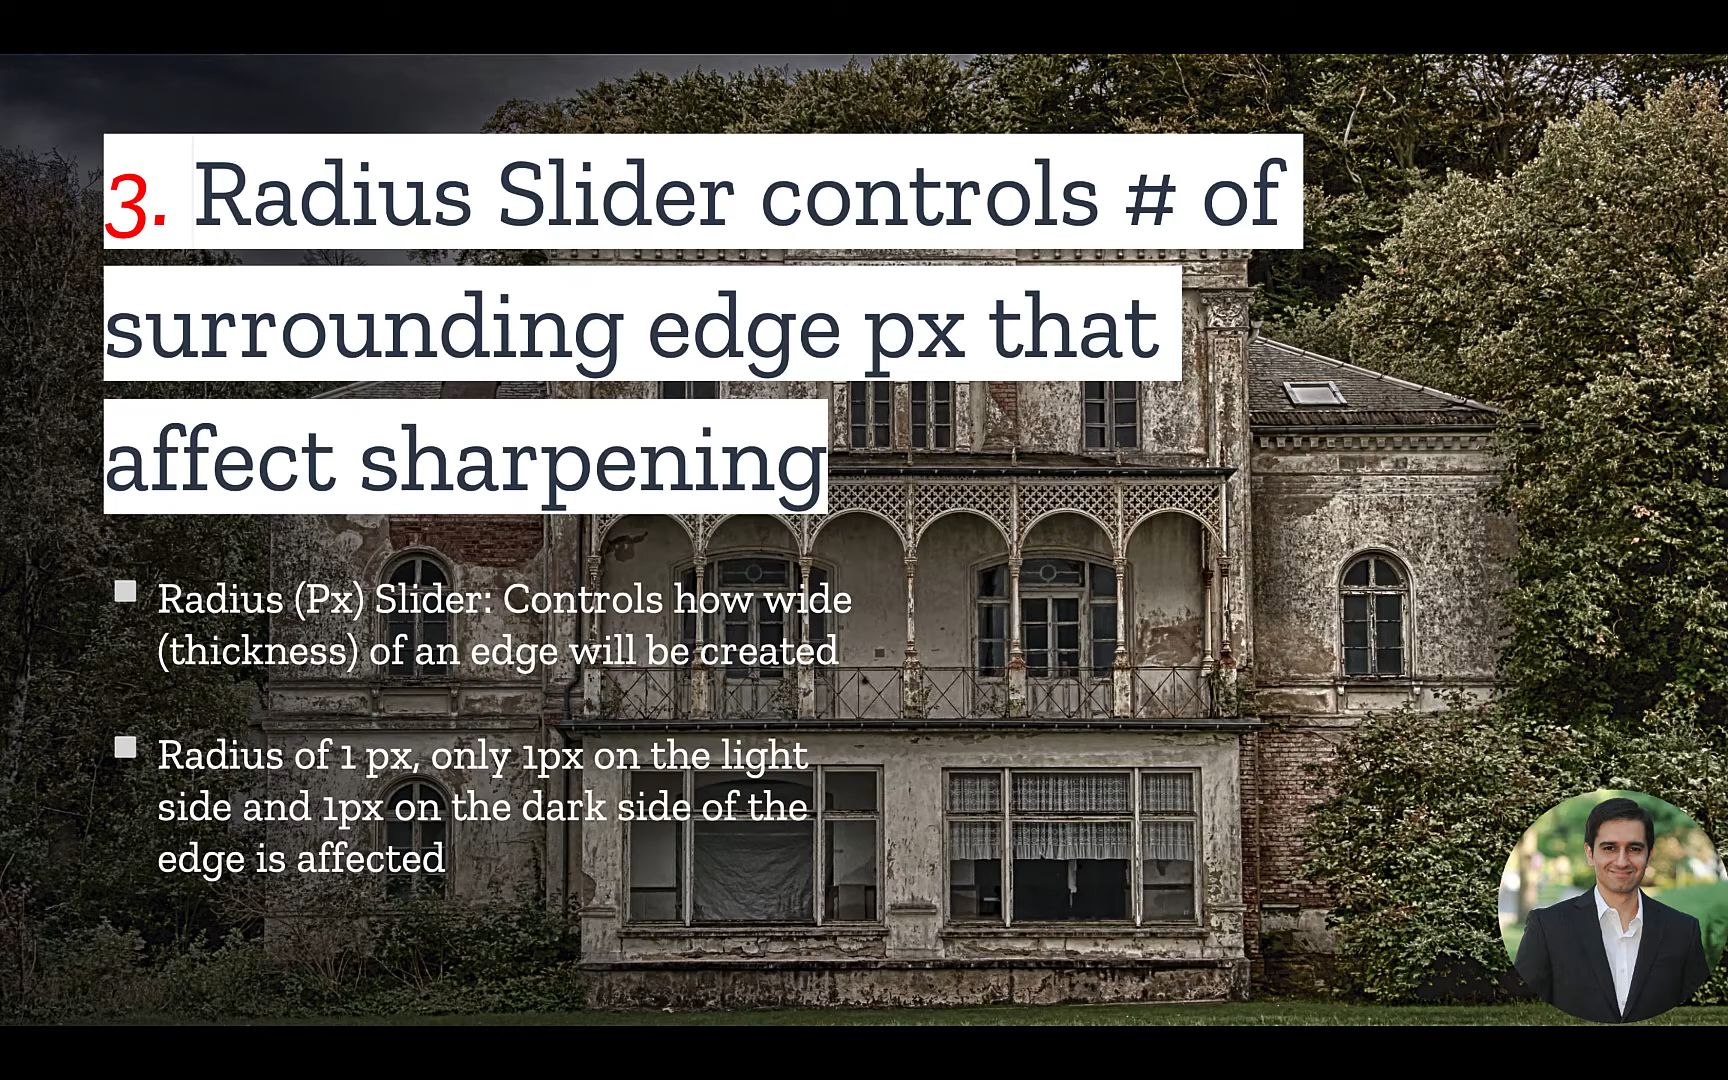 3. Radius Slider controls # of
surrounding edge px that
affect sharpening
Radius (Px) Slider: Controls how wide
(thickness) of an edge will be created
Radius of 1 px, only 1px on the light
side and 1px on the dark side of the
edge is affected